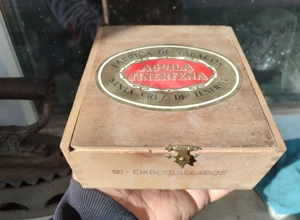 FABRICA DE TABACOS
AGUILA
TINERFEÑA
SANTA CRUZ DE TENERIFE
50 - EMBOQUILLADOS